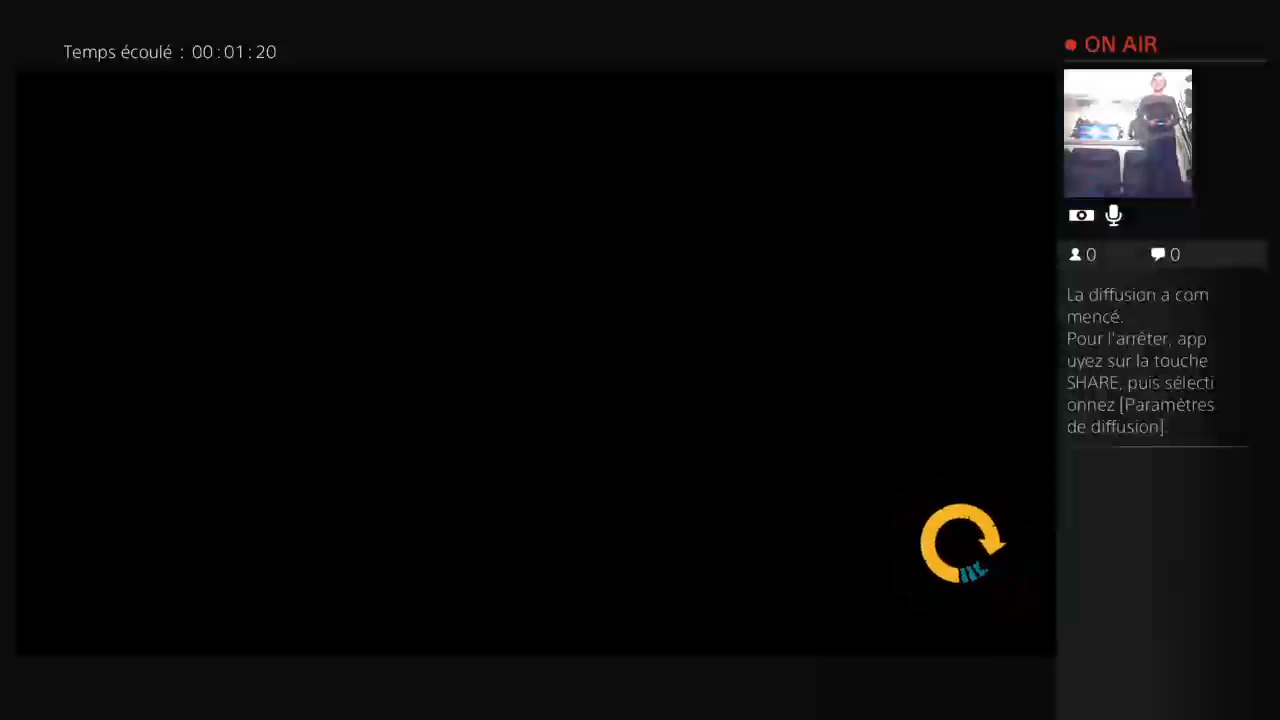 Temps écoulé : 00:01:20
ON AIR
0 0
La diffusion a com
mencé.
Pour l'arrêter, app
uyez sur la touche
SHARE, puis sélecti
onnez [Paramètres
de diffusion].